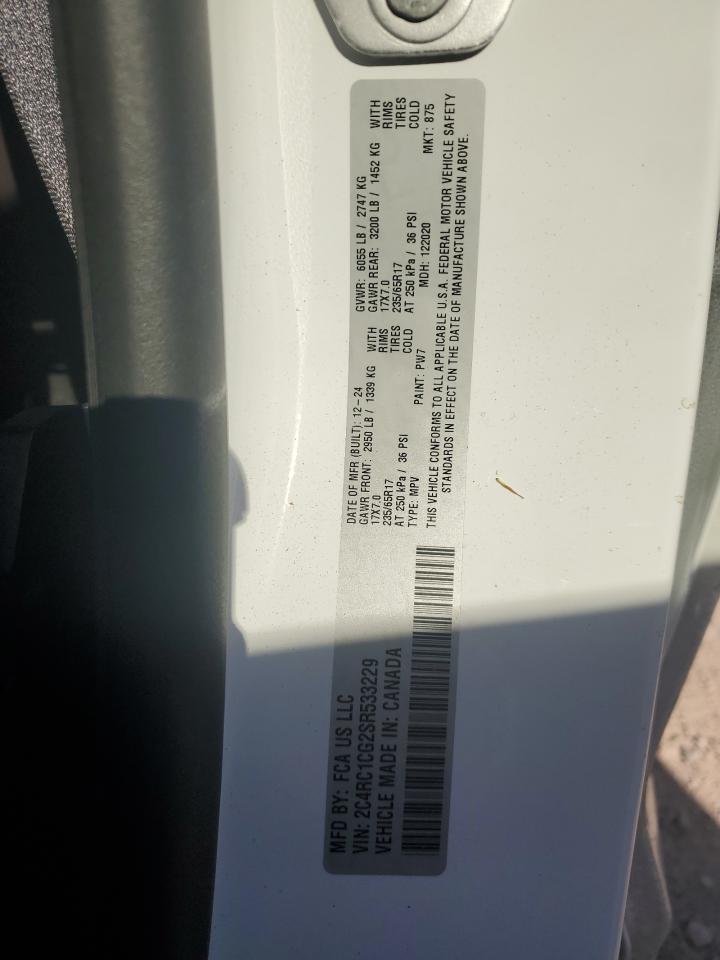 MFD BY: FCA US LLC
VIN: 2C4RC1CG2SR533229
VEHICLE MADE IN: CANADA
DATE OF MFR (BUILT): 12-24
GVWR: 6055 LB / 2747 KG
GAWR FRONT: 2950 LB / 1339 KG WITH
GAWR REAR: 3200 LB / 1452 KG WITH
17X7.0 RIMS
17X7.0 RIMS
235/65R17 TIRES
235/65R17 TIRES
AT 250 kPa / 36 PSI COLD
AT 250 kPa / 36 PSI COLD
TYPE: MPV PAINT: PW7 MDH: 122020 MKT: 875
THIS VEHICLE CONFORMS TO ALL APPLICABLE U.S.A. FEDERAL MOTOR VEHICLE SAFETY
STANDARDS IN EFFECT ON THE DATE OF MANUFACTURE SHOWN ABOVE.